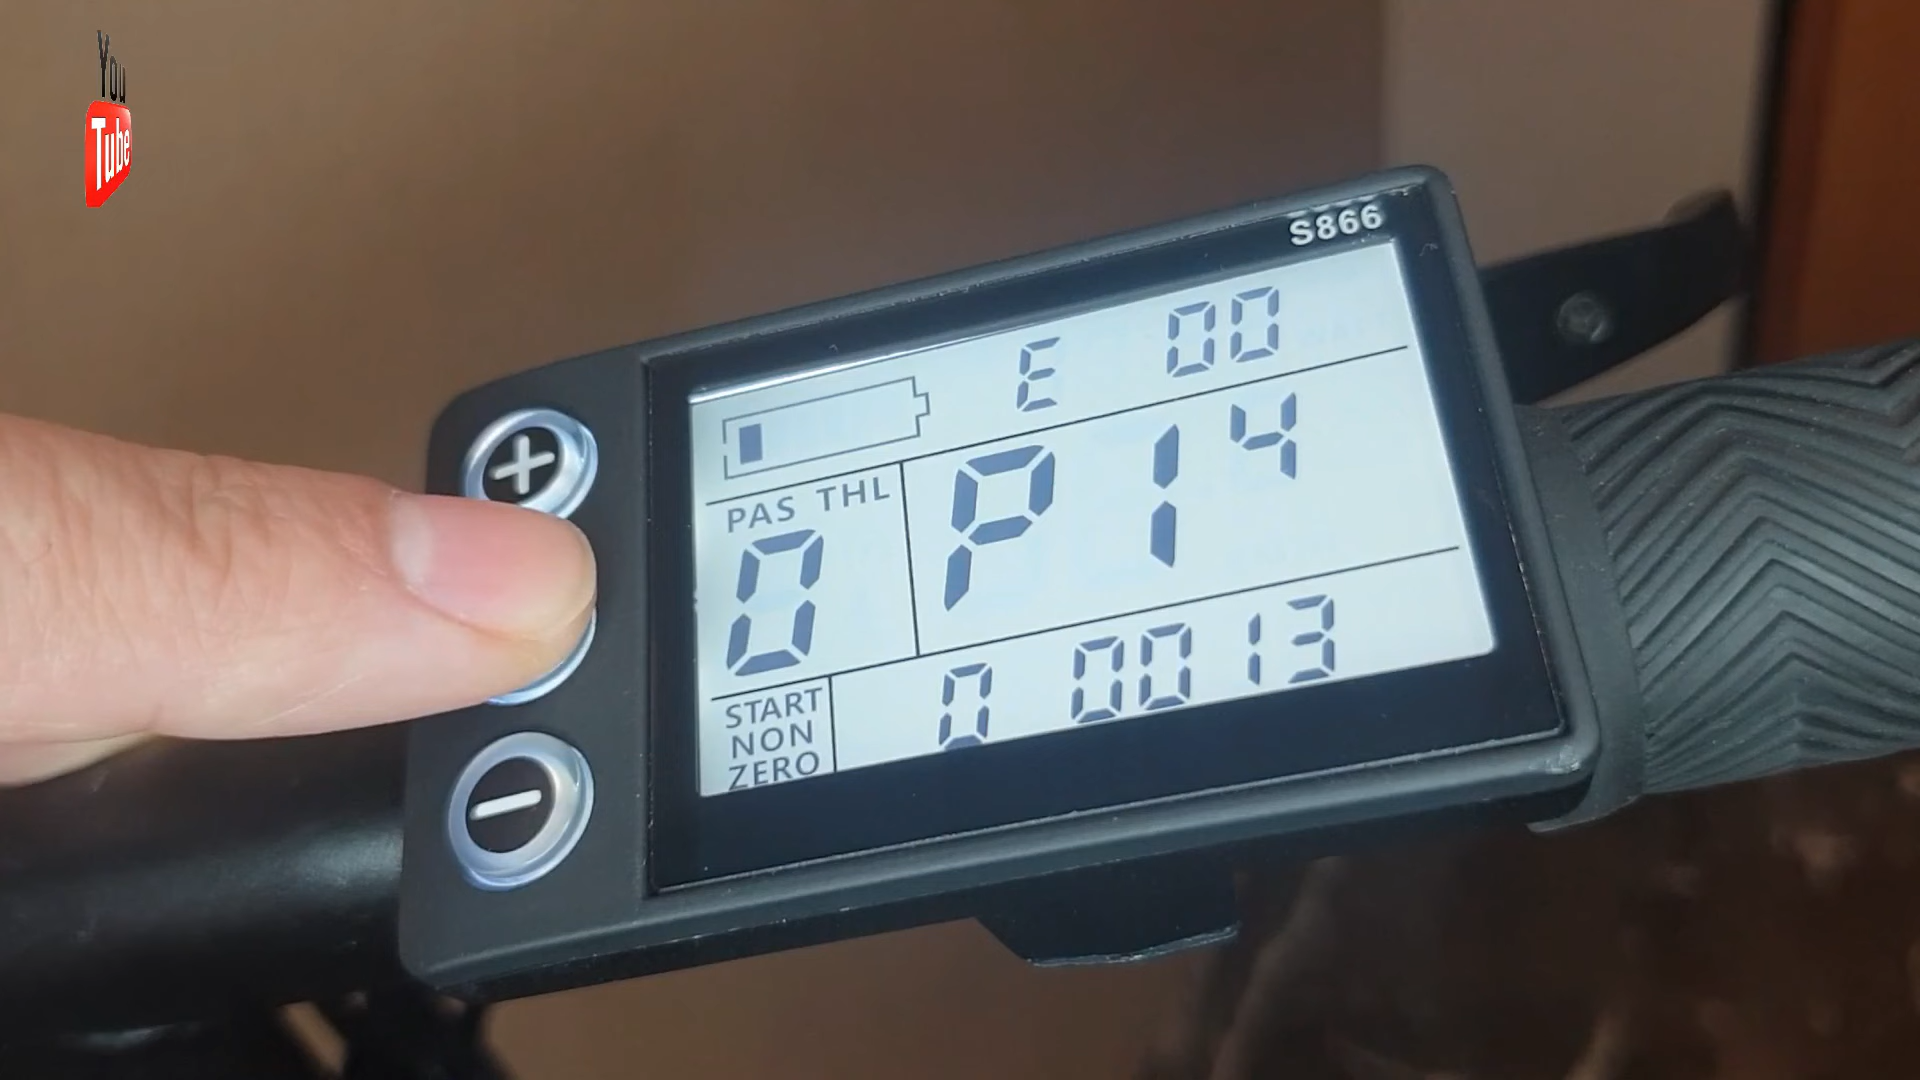 You
Tube
S866
E 00
PAS THL
0
P14
START
NON
ZERO
0 0013